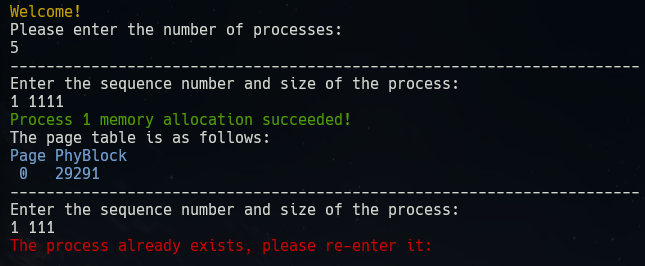 Welcome!
Please enter the number of processes:
5
----------------------------------------------------------------------
Enter the sequence number and size of the process:
1 1111
Process 1 memory allocation succeeded!
The page table is as follows:
Page PhyBlock
 0   29291
----------------------------------------------------------------------
Enter the sequence number and size of the process:
1 111
The process already exists, please re-enter it: